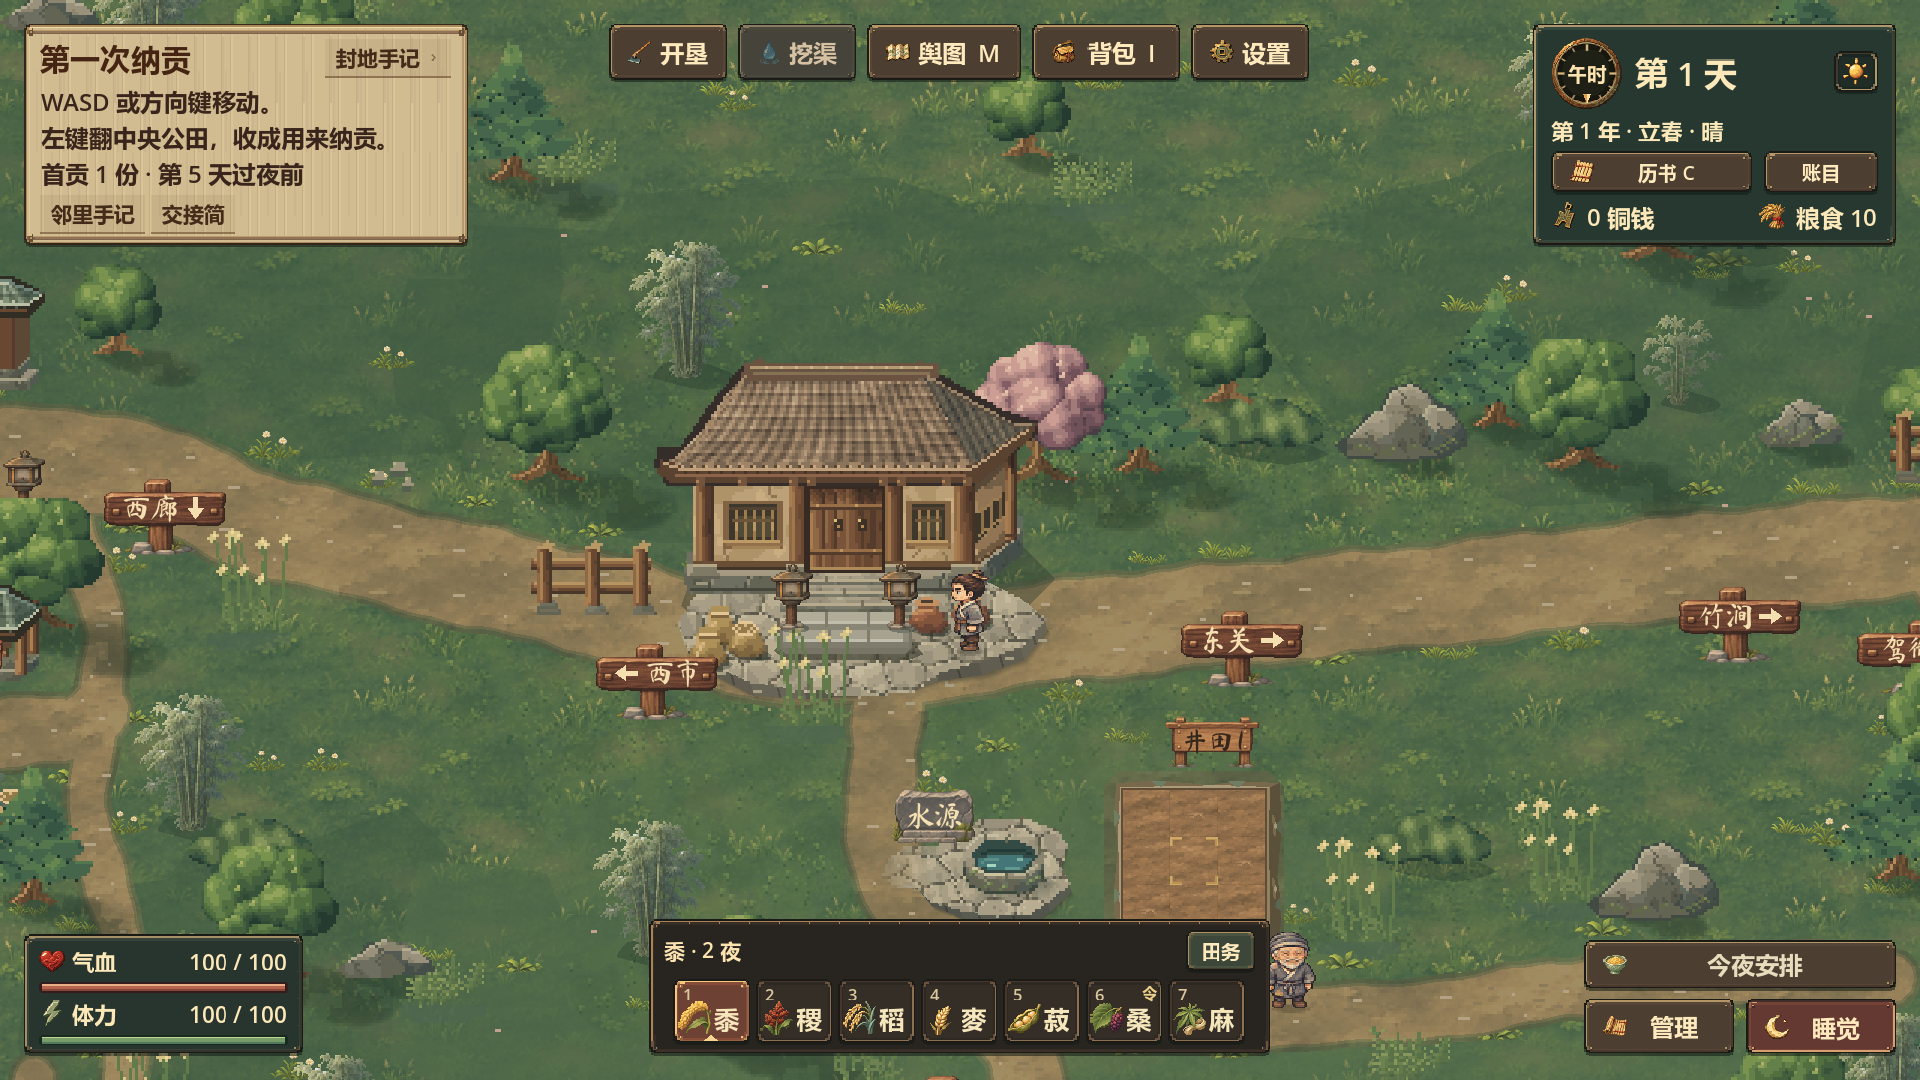 第一次纳贡
封地手记 ›
WASD 或方向键移动。
左键翻中央公田，收成用来纳贡。
首贡 1 份 · 第 5 天过夜前
邻里手记 交接简
开垦
挖渠
舆图 M
背包 I
设置
午时
第 1 天
第 1 年 · 立春 · 晴
历书 C
账目
0 铜钱
粮食 10
西廊 ↓
← 西市
东关 →
竹涧 →
井田
水源
气血 100 / 100
体力 100 / 100
黍 · 2 夜
田务
1 黍
2 稷
3 稻
4 麥
5 菽
6 桑 令
7 麻
今夜安排
管理
睡觉